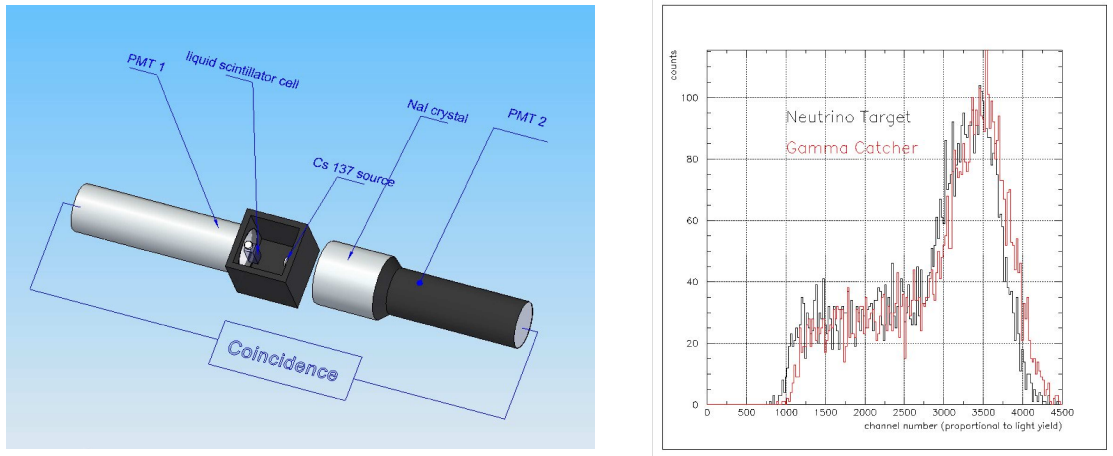 PMT 1
liquid scintillator cell
NaI crystal
PMT 2
Cs 137 source
Coincidence
counts
100
80
60
40
20
0
Neutrino Target
Gamma Catcher
0 500 1000 1500 2000 2500 3000 3500 4000 4500
channel number (proportional to light yield)